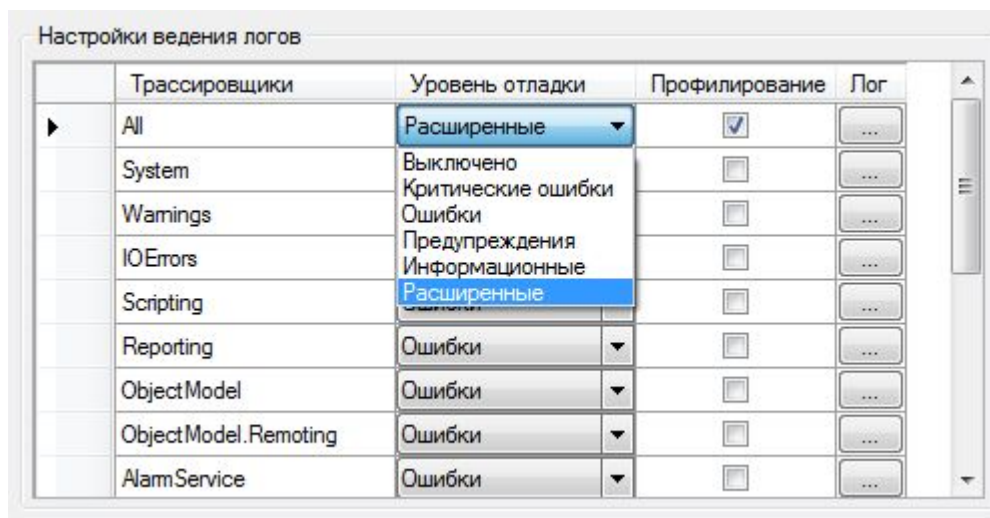 Настройки ведения логов
Трассировщики Уровень отладки Профилирование Лог
All Расширенные ...
Выключено
System ...
Критические ошибки
Warnings Ошибки ...
Предупреждения
IOErrors Информационные ...
Расширенные
Scripting ...
Reporting Ошибки ...
ObjectModel Ошибки ...
ObjectModel.Remoting Ошибки ...
AlarmService Ошибки ...